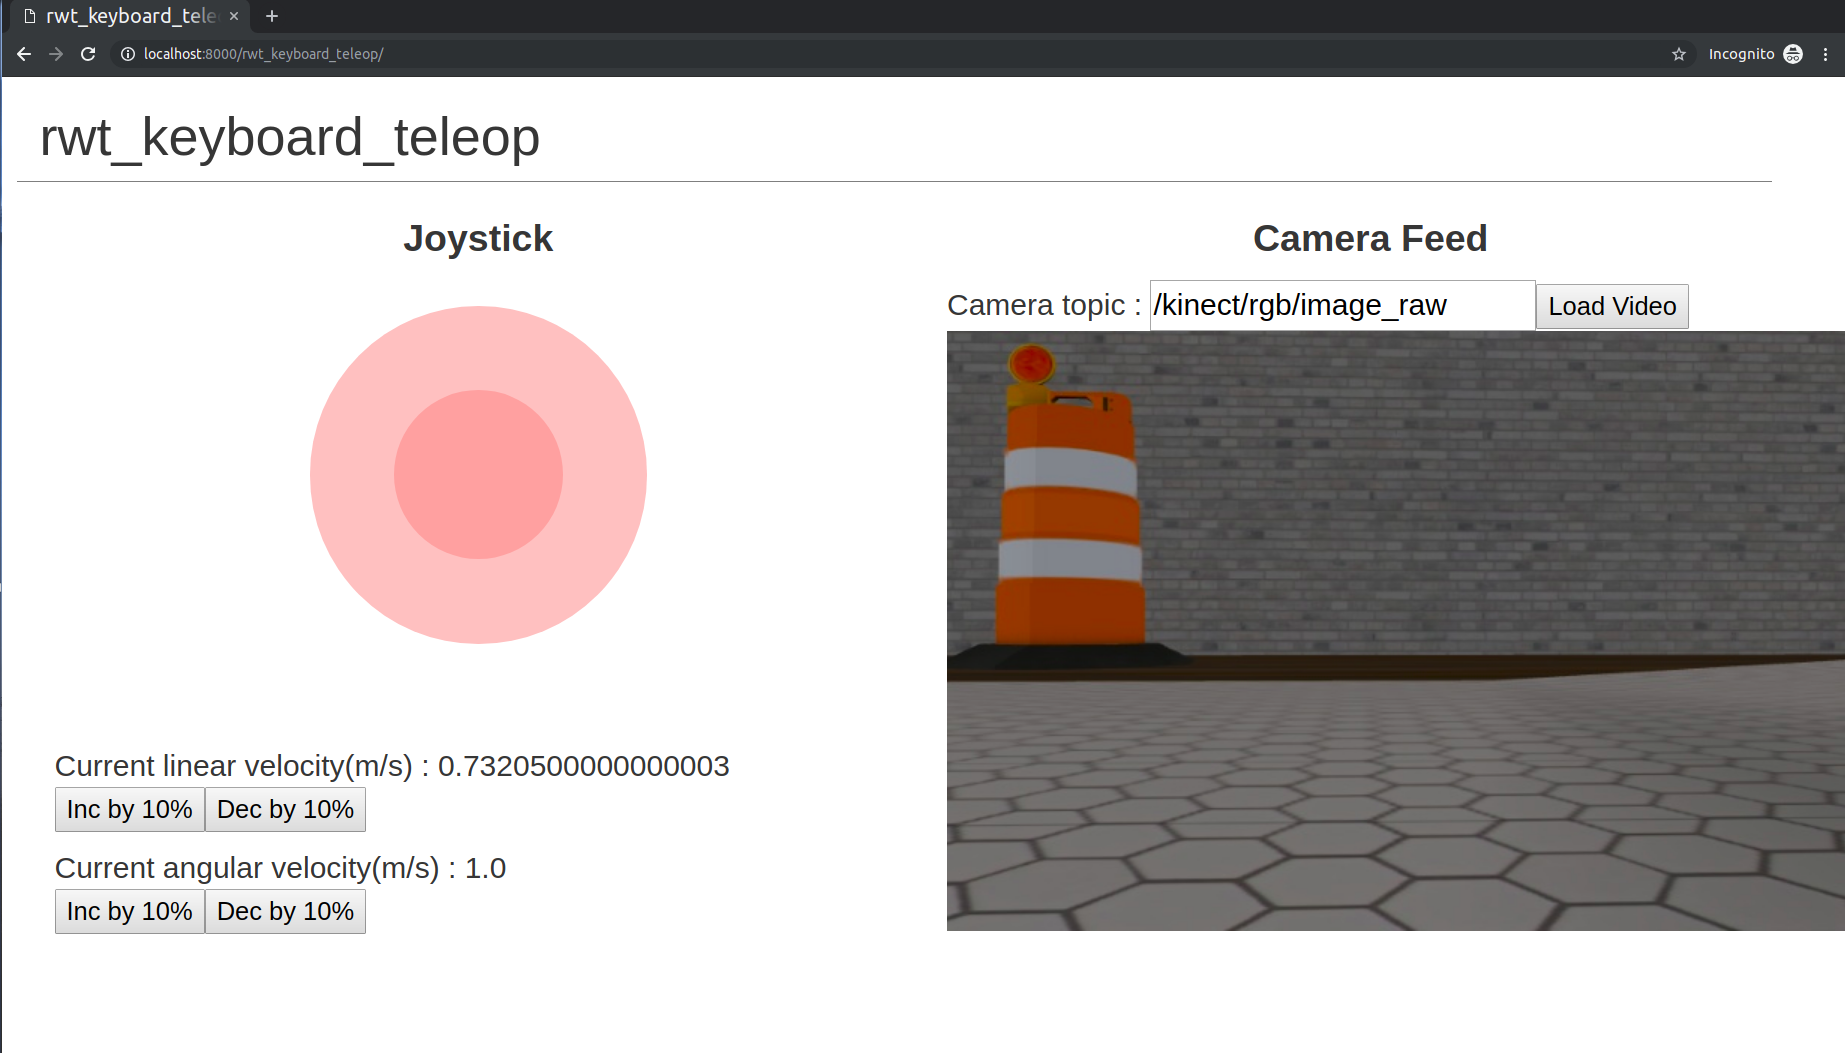 rwt_keyboard_tele
localhost:8000/rwt_keyboard_teleop/
Incognito
rwt_keyboard_teleop
Joystick
Camera Feed
Camera topic : /kinect/rgb/image_raw Load Video
Current linear velocity(m/s) : 0.7320500000000003
Inc by 10% Dec by 10%
Current angular velocity(m/s) : 1.0
Inc by 10% Dec by 10%